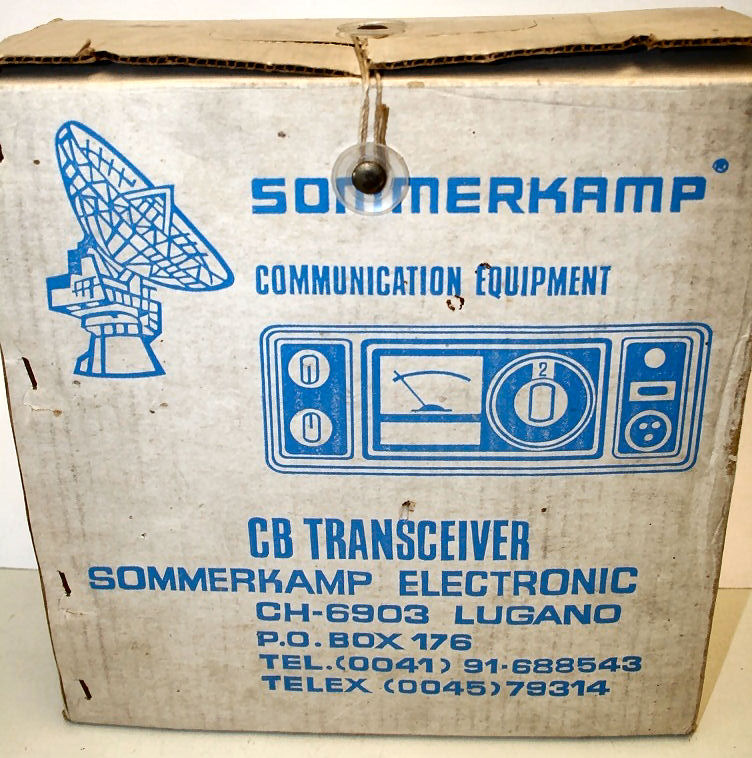 SOMMERKAMP®
COMMUNICATION EQUIPMENT
2
CB TRANSCEIVER
SOMMERKAMP ELECTRONIC
CH-6903 LUGANO
P.O. BOX 176
TEL.(0041) 91-688543
TELEX (0045)79314